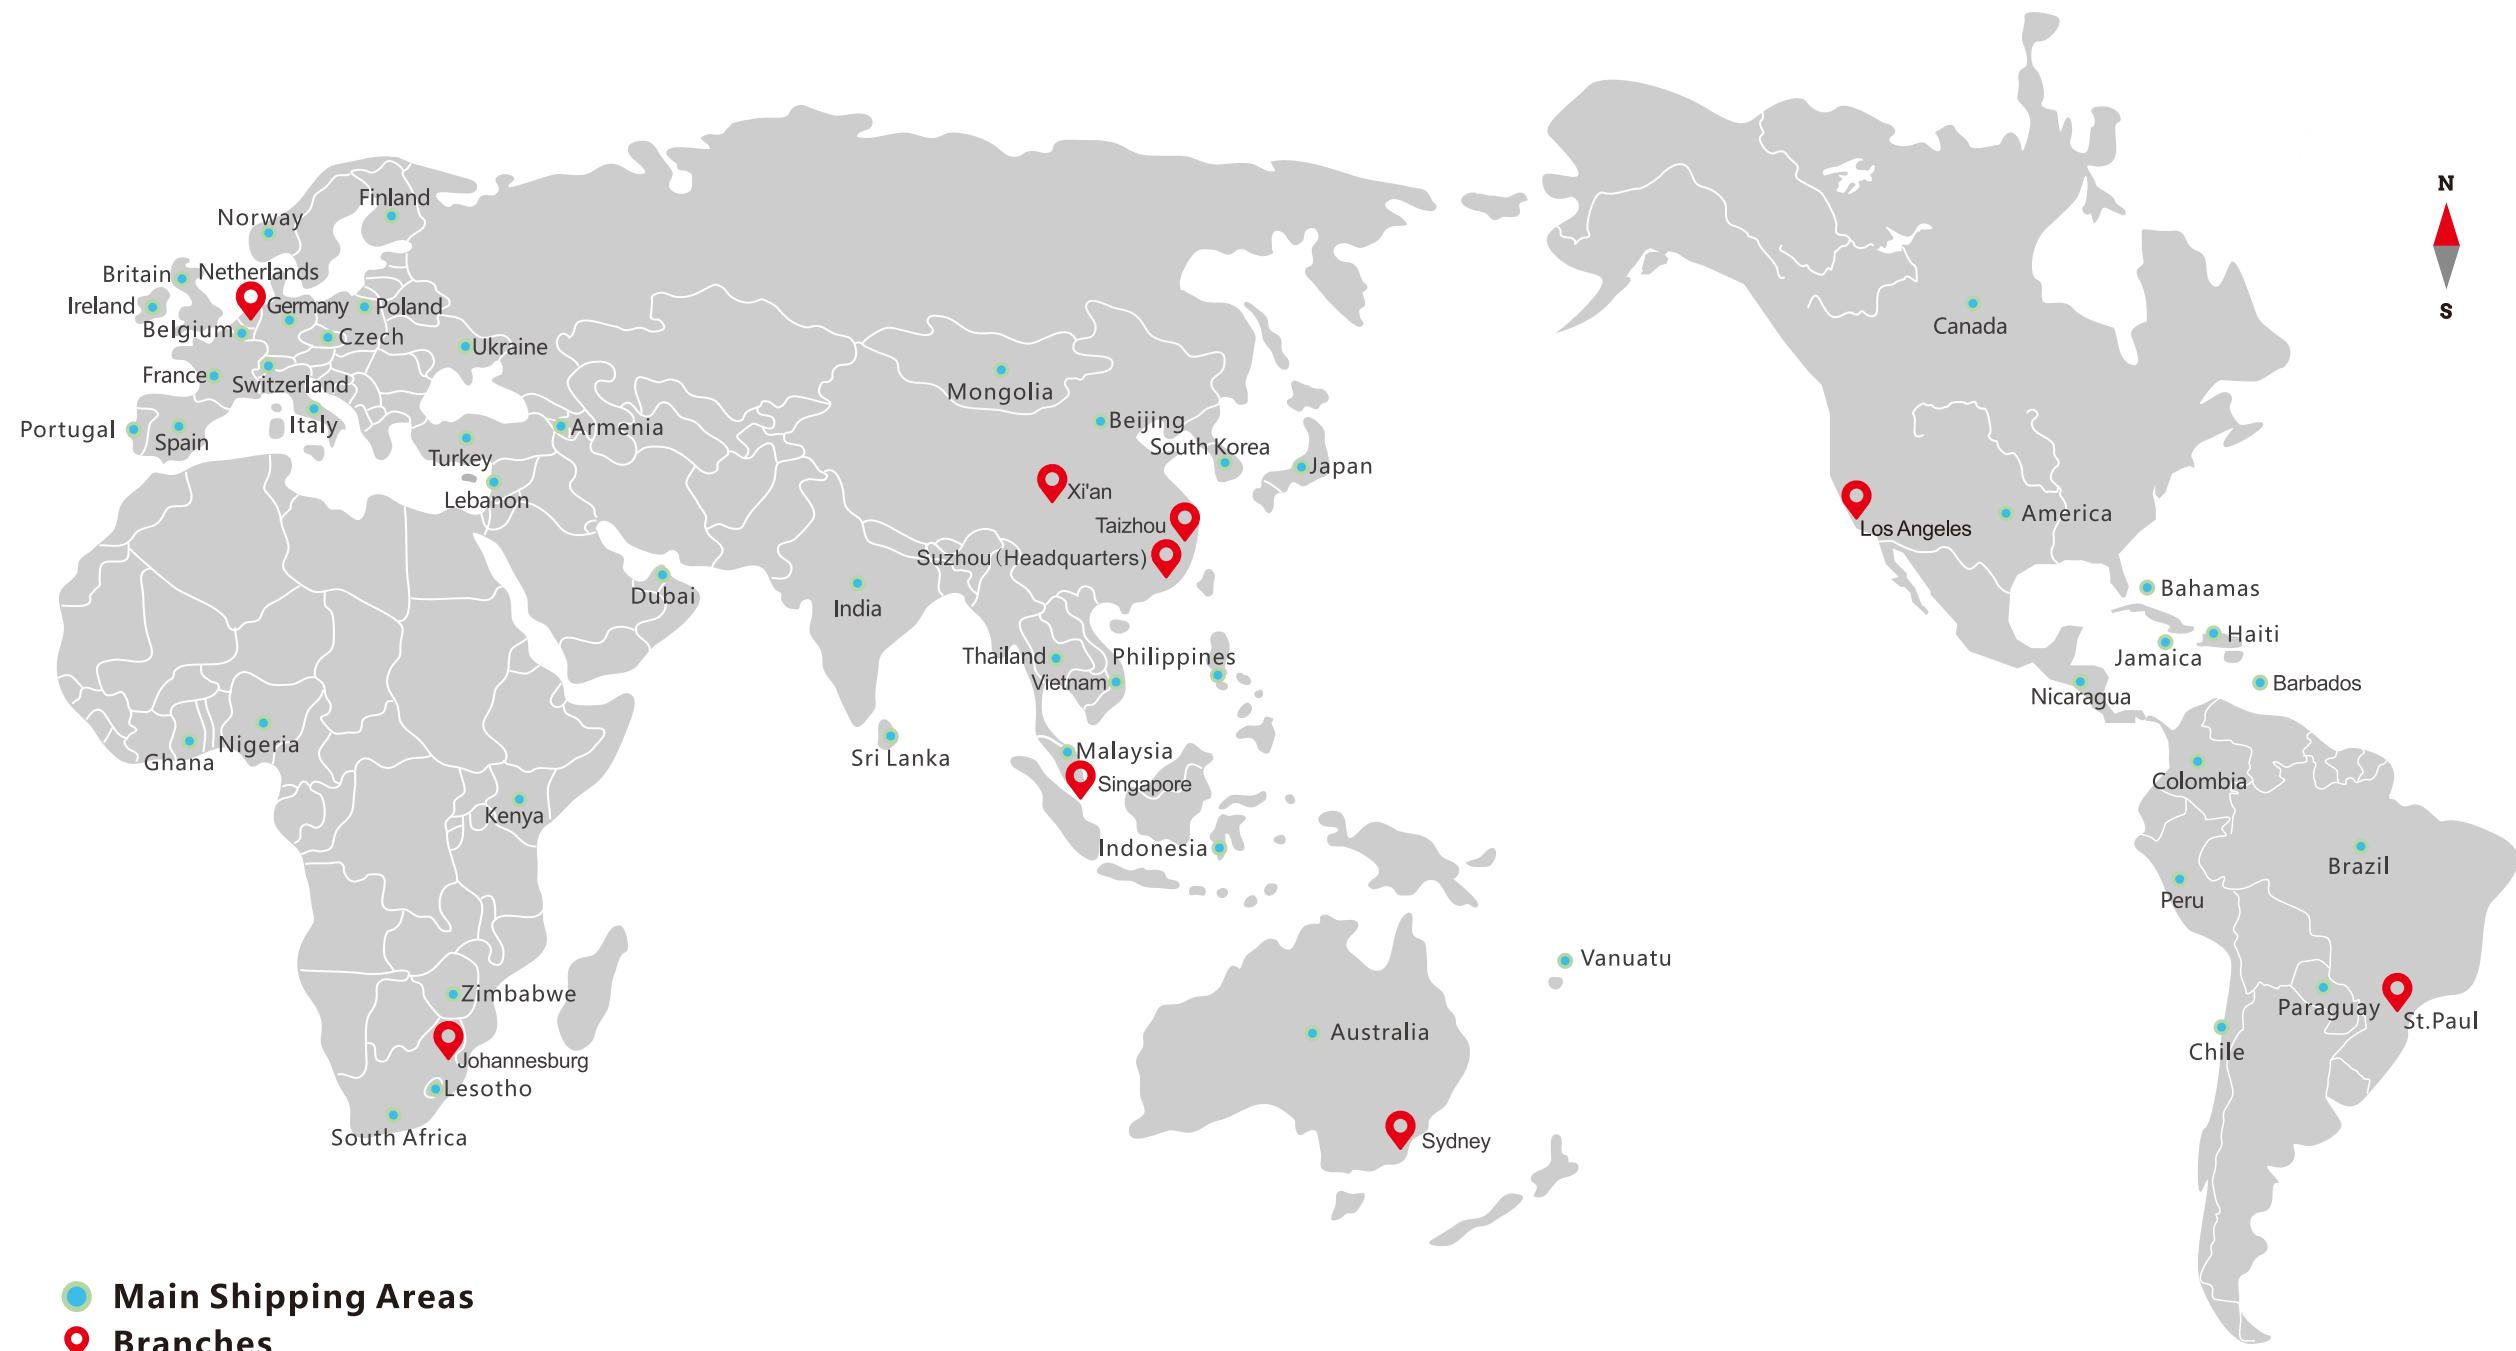 Finland
Norway
N
Britain
Netherlands
Ireland
Germany
Poland
S
Belgium
Czech
Canada
Ukraine
France
Switzerland
Mongolia
Portugal
Spain
Italy
Armenia
Beijing
Turkey
South Korea
Japan
Lebanon
Xi'an
Taizhou
America
Los Angeles
Suzhou(Headquarters)
Dubai
India
Bahamas
Haiti
Thailand
Philippines
Jamaica
Vietnam
Nicaragua
Barbados
Ghana
Nigeria
Sri Lanka
Malaysia
Singapore
Colombia
Kenya
Indonesia
Brazil
Peru
Vanuatu
Zimbabwe
Paraguay
St.Paul
Australia
Chile
Johannesburg
Lesotho
South Africa
Sydney
Main Shipping Areas
Branches